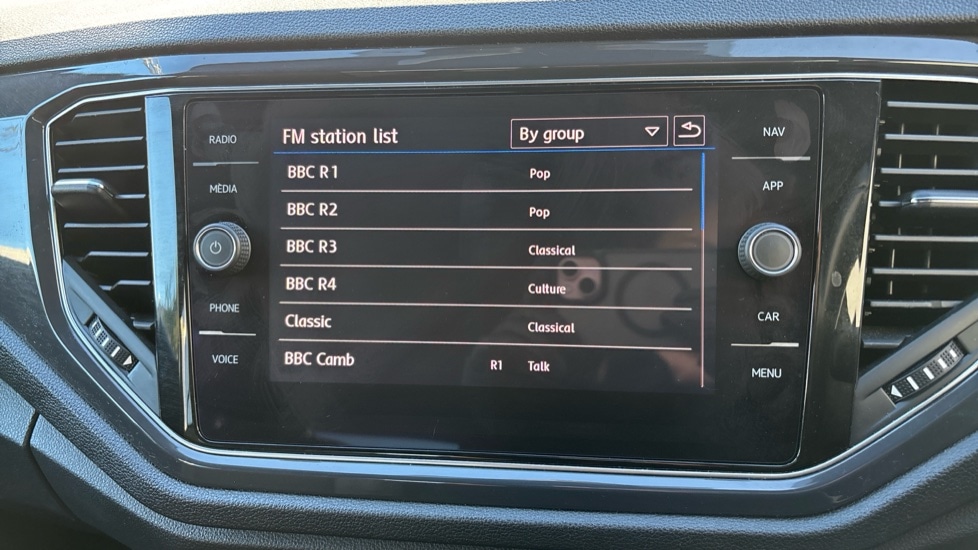 RADIO
MEDIA
PHONE
VOICE
FM station list By group
BBC R1 Pop
BBC R2 Pop
BBC R3 Classical
BBC R4 Culture
Classic Classical
BBC Camb R1 Talk
NAV
APP
CAR
MENU